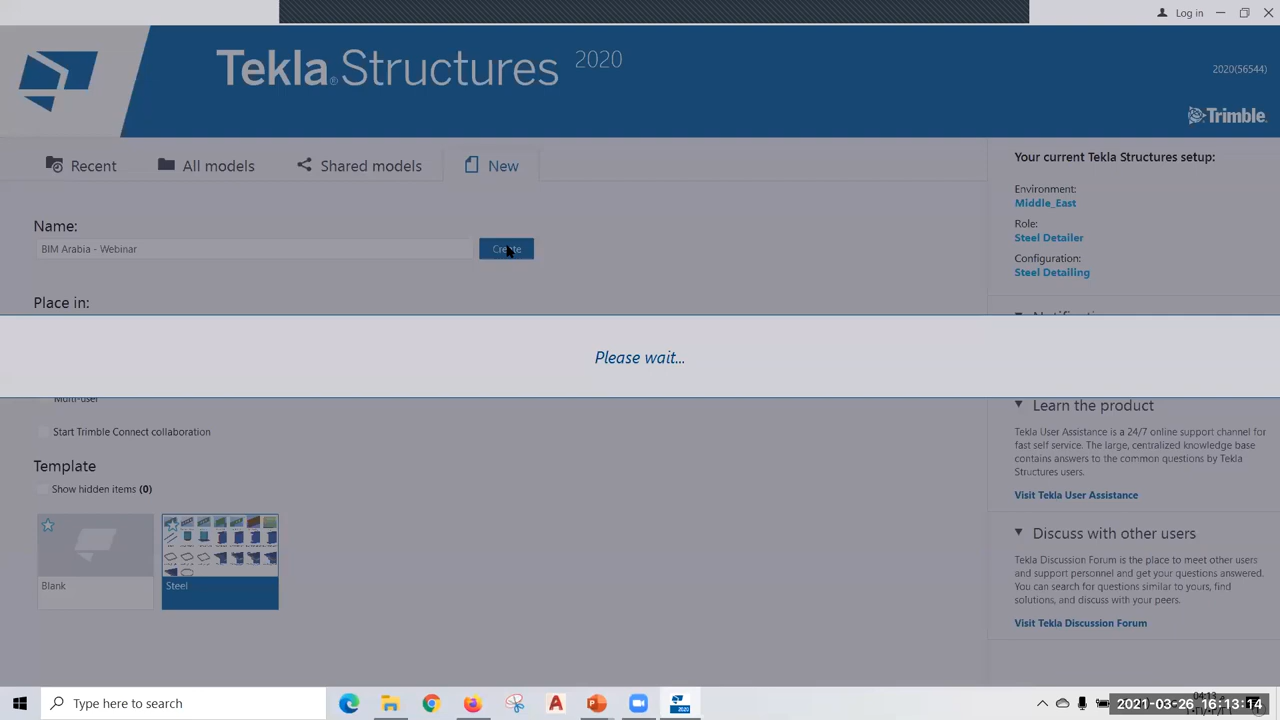 Log in
Tekla Structures 2020
2020(56544)
Trimble
Recent
All models
Shared models
New
Your current Tekla Structures setup:
Environment:
Middle_East
Role:
Steel Detailer
Configuration:
Steel Detailing
Name:
BIM Arabia - Webinar
Create
Place in:
Please wait...
Multi-user
Start Trimble Connect collaboration
Template
Show hidden items (0)
Blank
Steel
Learn the product
Tekla User Assistance is a 24/7 online support channel for
fast self service. The large, centralized knowledge base
contains answers to the common questions by Tekla
Structures users.
Visit Tekla User Assistance
Discuss with other users
Tekla Discussion Forum is the place to meet other users
and support personnel and get your questions answered.
You can search for questions similar to yours, find
solutions, and discuss with your peers.
Visit Tekla Discussion Forum
Type here to search
2020
04:13
2021-03-26 16:13:14